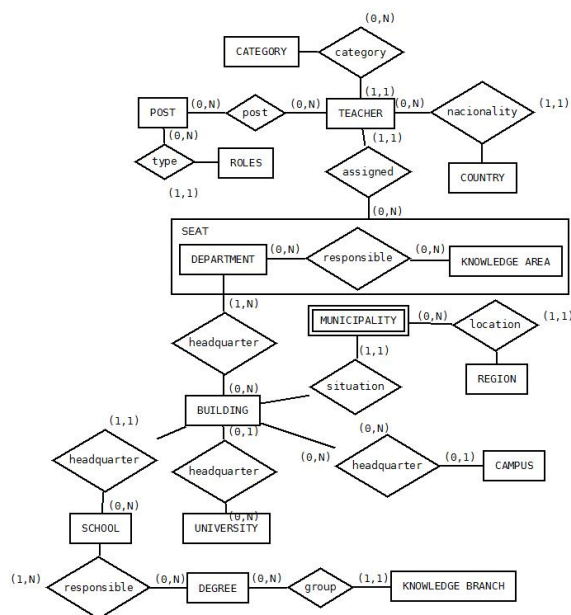 (0,N)
CATEGORY
category
(1,1)
POST
(0,N)
post
(0,N)
TEACHER
(0,N)
nacionality
(1,1)
(0,N)
(1,1)
type
ROLES
assigned
COUNTRY
(1,1)
(0,N)
SEAT
DEPARTMENT
(0,N)
responsible
(0,N)
KNOWLEDGE AREA
(1,N)
MUNICIPALITY
(0,N)
location
(1,1)
headquarter
(1,1)
REGION
situation
(0,N)
BUILDING
(1,1)
(0,1)
(0,N)
headquarter
headquarter
(0,N)
headquarter
(0,1)
CAMPUS
(0,N)
(0,N)
SCHOOL
UNIVERSITY
(1,N)
responsible
(0,N)
DEGREE
(0,N)
group
(1,1)
KNOWLEDGE BRANCH